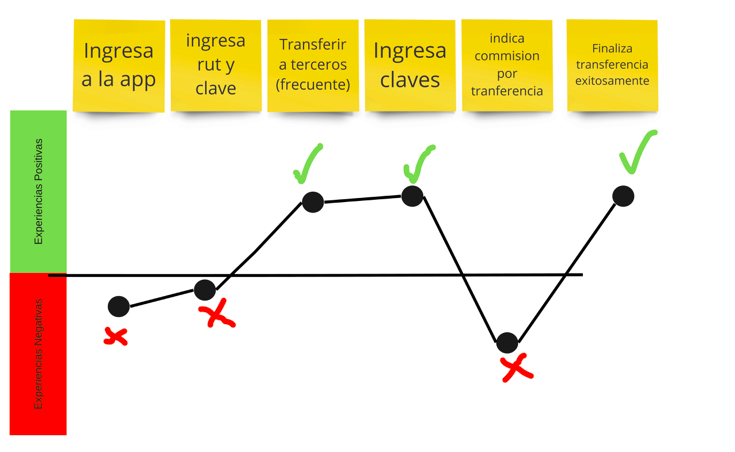 Ingresa
a la app
ingresa
rut y
clave
Transferir
a terceros
(frecuente)
Ingresa
claves
indica
commision
por
tranferencia
Finaliza
transferencia
exitosamente
Experiencias Positivas
Experiencias Negativas